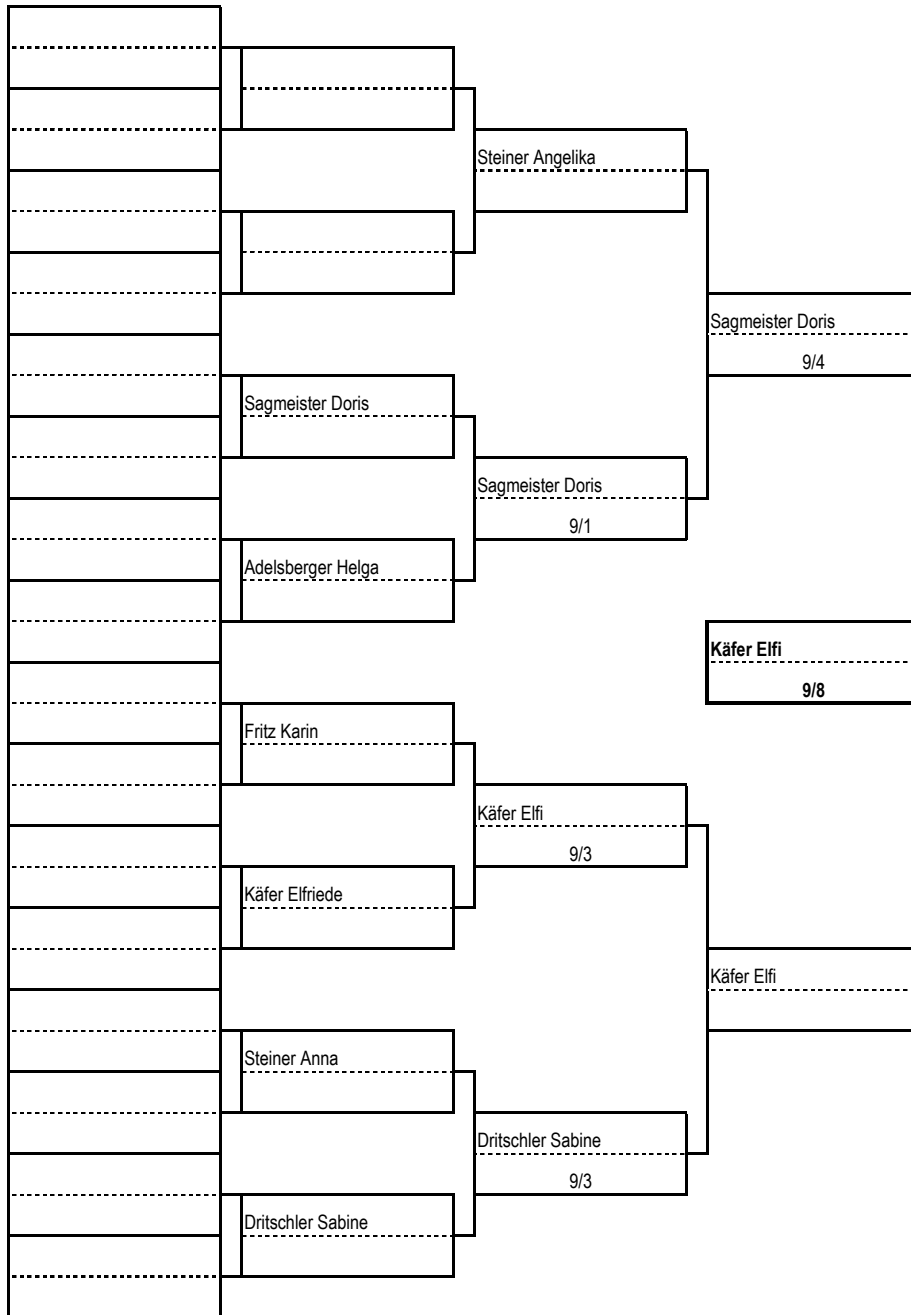 Steiner Angelika
Sagmeister Doris
9/4
Sagmeister Doris
Sagmeister Doris
9/1
Adelsberger Helga
Käfer Elfi
9/8
Fritz Karin
Käfer Elfi
9/3
Käfer Elfriede
Käfer Elfi
Steiner Anna
Dritschler Sabine
9/3
Dritschler Sabine